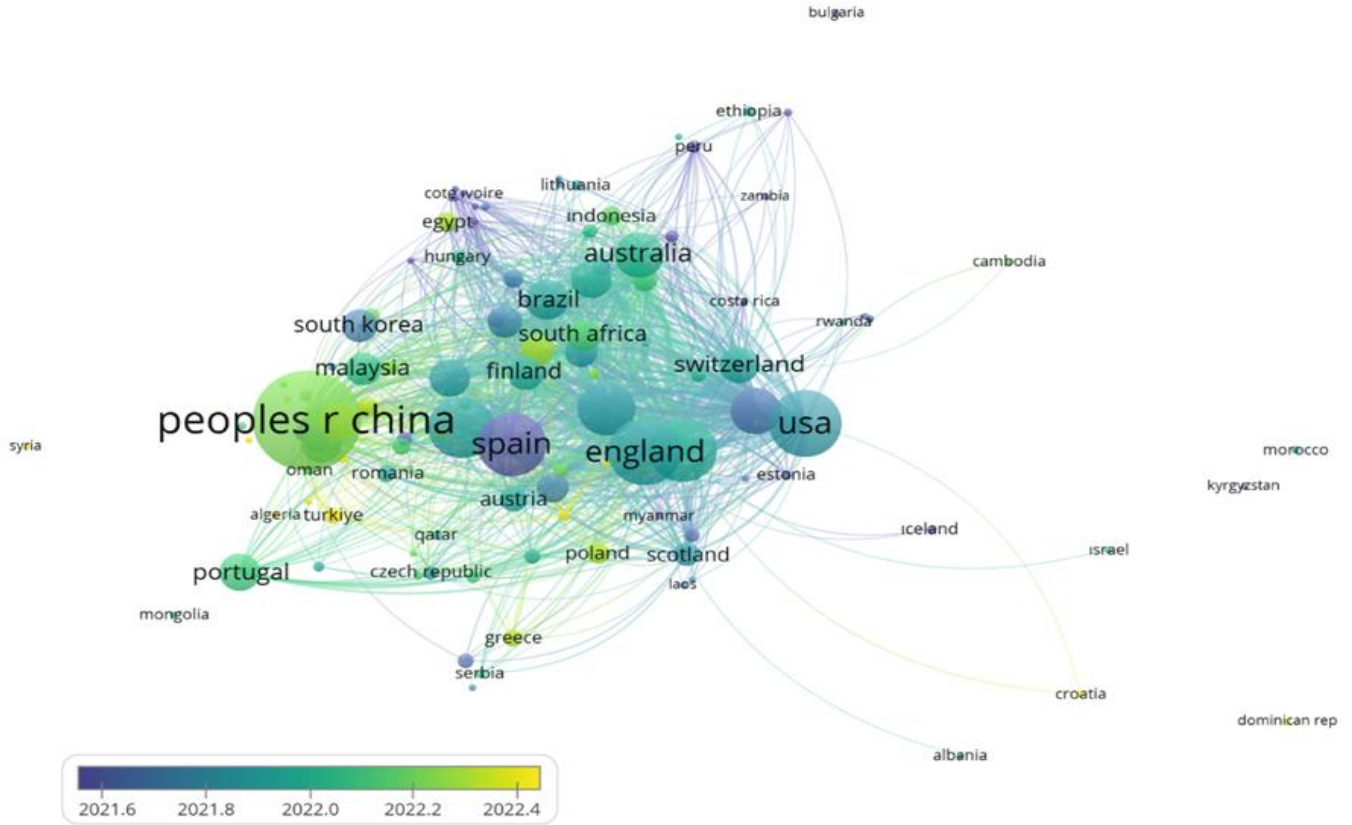 bulgaria
ethiopia
peru
lithuania
cote ivoire
zambia
egypt
indonesia
hungary
australia
cambodia
brazil
costa rica
south korea
rwanda
south africa
malaysia
finland
switzerland
peoples r china
usa
spain
england
syria
morocco
oman
romania
estonia
kyrgyzstan
austria
algeria
turkiye
myanmar
iceland
qatar
poland
scotland
israel
portugal
czech republic
laos
mongolia
greece
serbia
croatia
dominican rep
albania
2021.6
2021.8
2022.0
2022.2
2022.4